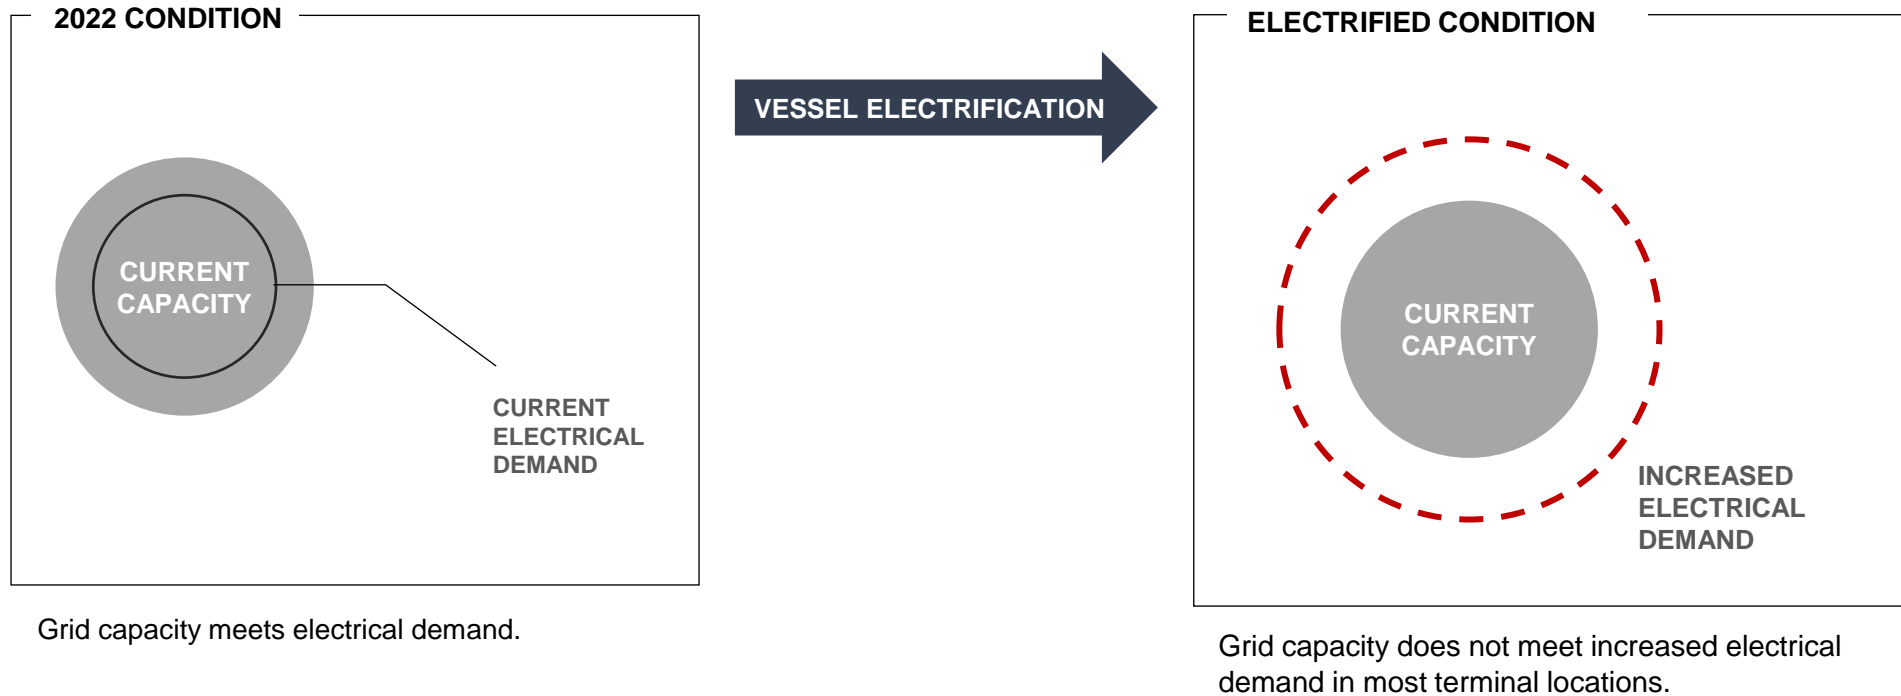 2022 CONDITION
CURRENT
CAPACITY
CURRENT
ELECTRICAL
DEMAND
Grid capacity meets electrical demand.
VESSEL ELECTRIFICATION
ELECTRIFIED CONDITION
CURRENT
CAPACITY
INCREASED
ELECTRICAL
DEMAND
Grid capacity does not meet increased electrical
demand in most terminal locations.